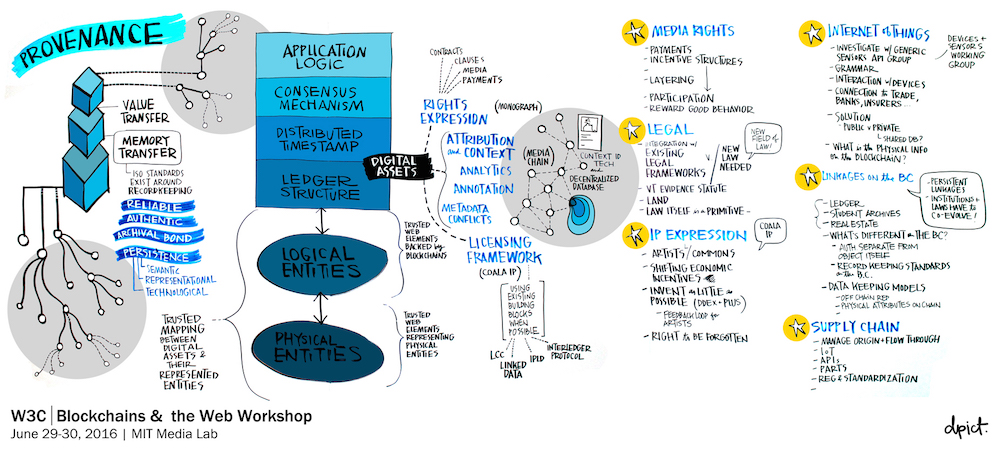 PROVENANCE
VALUE
TRANSFER
MEMORY
TRANSFER
ISO STANDARDS
EXIST AROUND
RECORDKEEPING
RELIABLE
AUTHENTIC
ARCHIVAL BOND
PERSISTENCE
- SEMANTIC
- REPRESENTATIONAL
- TECHNOLOGICAL
TRUSTED
MAPPING
BETWEEN
DIGITAL
ASSETS &
THEIR
REPRESENTED
ENTITIES
APPLICATION
LOGIC
CONSENSUS
MECHANISM
DISTRIBUTED
TIMESTAMP
LEDGER
STRUCTURE
LOGICAL
ENTITIES
PHYSICAL
ENTITIES
TRUSTED
WEB
ELEMENTS
BACKED by
BLOCKCHAINS
TRUSTED
WEB
ELEMENTS
REPRESENTING
PHYSICAL
ENTITIES
DIGITAL
ASSETS
CONTRACTS
CLAUSES
MEDIA
PAYMENTS
RIGHTS
EXPRESSION
(MONOGRAPH)
ATTRIBUTION
and CONTEXT
ANALYTICS
ANNOTATION
METADATA
CONFLICTS
LICENSING
FRAMEWORK
(COALA IP)
USING
EXISTING
BUILDING
BLOCKS
WHEN
POSSIBLE
LCC
LINKED
DATA
IPLD
INTERLEDGER
PROTOCOL
(MEDIA
CHAIN)
CONTEXT ID
TECH
and
DECENTRALIZED
DATABASE
MEDIA RIGHTS
- PAYMENTS
- INCENTIVE STRUCTURES
- LAYERING
- PARTICIPATION
- REWARD GOOD BEHAVIOR
LEGAL
- INTEGRATION w/
EXISTING
LEGAL
FRAMEWORKS
NEW
LAW
NEEDED
NEW
FIELD of
LAW!
- VT EVIDENCE STATUTE
- LAND
- LAW ITSELF is a PRIMITIVE -
IP EXPRESSION
COALA
IP
- ARTISTS / COMMONS
- SHIFTING ECONOMIC
INCENTIVES
- INVENT as LITTLE as
POSSIBLE (DDEX-PLUS)
- FEEDBACK LOOP for
ARTISTS
- RIGHT to BE FORGOTTEN
INTERNET of THINGS
- INVESTIGATE w/ GENERIC
SENSORS API GROUP
DEVICES +
SENSORS
WORKING
GROUP
- GRAMMAR
- INTERACTION w/ DEVICES
- CONNECTION to TRADE,
BANKS, INSURERS...
- SOLUTION
- PUBLIC v PRIVATE
SHARED DB?
- WHAT is the PHYSICAL INFO
on the BLOCKCHAIN?
LINKAGES on the BC
- PERSISTENT
LINKAGES
- INSTITUTIONS +
LAWS HAVE to
CO-EVOLVE!
- LEDGER
- STUDENT ARCHIVES
- REAL ESTATE
- WHAT'S DIFFERENT on THE BC?
- AUTH SEPARATE FROM
OBJECT ITSELF
- RECORD KEEPING STANDARDS
on the B.C.
- DATA KEEPING MODELS
- OFF CHAIN REP
- PHYSICAL ATTRIBUTES on CHAIN
SUPPLY CHAIN
- MANAGE ORIGIN + FLOW THROUGH
- IoT
- APIs
- PARTS
- REG & STANDARDIZATION
-
W3C | Blockchains & the Web Workshop
June 29-30, 2016 | MIT Media Lab
dpict.